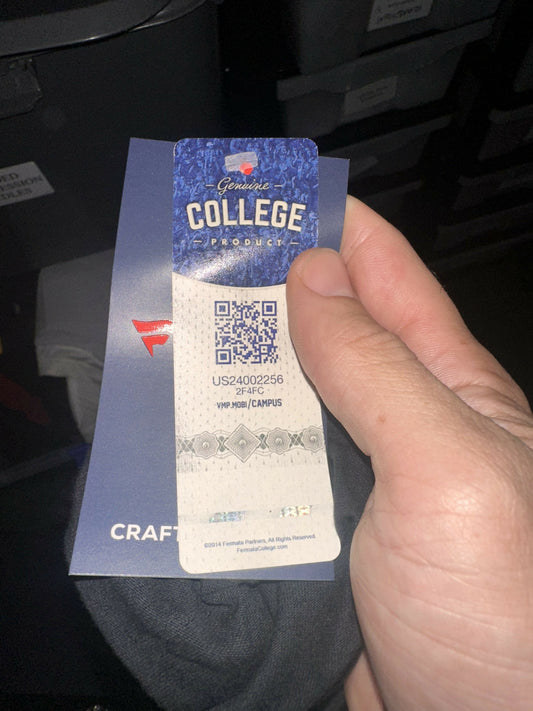 Genuine
COLLEGE
PRODUCT
US24002256
2F4FC
VMP.MOBI/CAMPUS
©2014 Fermata Partners, All Rights Reserved.
FermataCollege.com
CRAFT